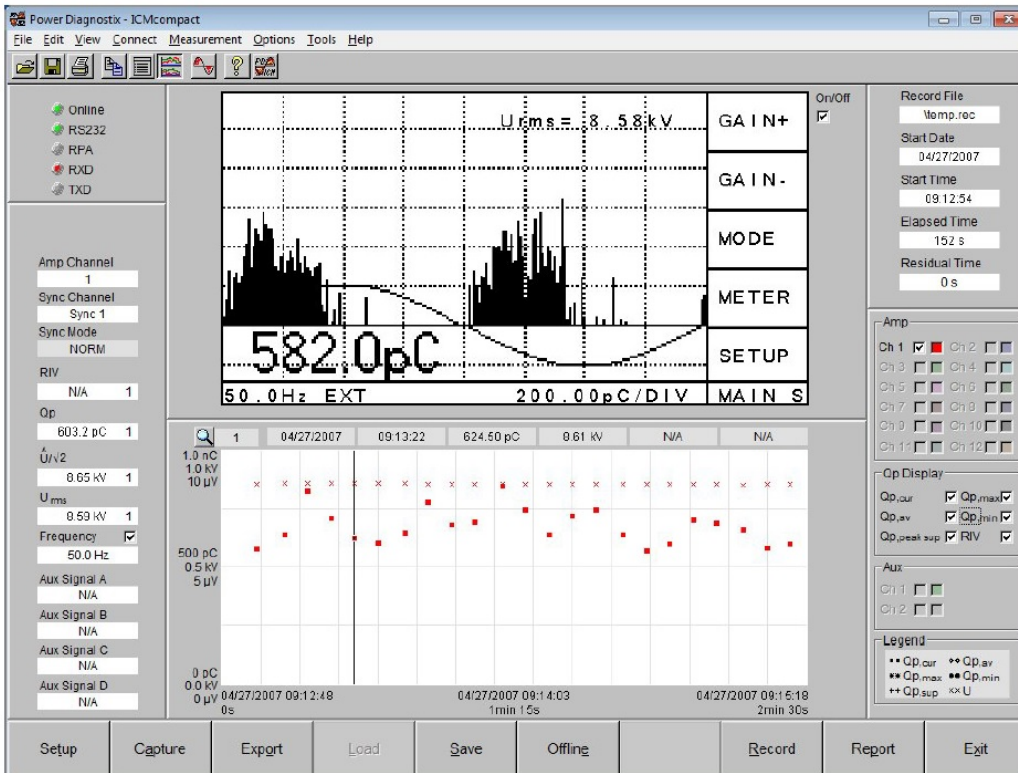 Power Diagnostix - ICMcompact
File Edit View Connect Measurement Options Tools Help
Online
RS232
RPA
RXD
TXD
Amp Channel
1
Sync Channel
Sync 1
Sync Mode
NORM
RIV
N/A 1
Qp
603.2 pC 1
Û/√2
8.65 kV 1
Urms
8.59 kV 1
Frequency
50.0 Hz
Aux Signal A
N/A
Aux Signal B
N/A
Aux Signal C
N/A
Aux Signal D
N/A
Urms= 8.58kV
582.0pC
50.0Hz EXT 200.00pC/DIV
GAIN+
GAIN-
MODE
METER
SETUP
MAIN S
On/Off
1 04/27/2007 09:13:22 624.50 pC 8.61 kV N/A N/A
1.0 nC
1.0 kV
10 µV
500 pC
0.5 kV
5 µV
0 pC
0.0 kV
0 µV
04/27/2007 09:12:48 04/27/2007 09:14:03 04/27/2007 09:15:18
0s 1min 15s 2min 30s
Record File
\temp.rec
Start Date
04/27/2007
Start Time
09:12:54
Elapsed Time
152 s
Residual Time
0 s
Amp
Ch 1 Ch 2
Ch 3 Ch 4
Ch 5 Ch 6
Ch 7 Ch 8
Ch 9 Ch 10
Ch 11 Ch 12
Qp Display
Qp,cur Qp,max
Qp,av Qp,min
Qp,peak sup RIV
Aux
Ch 1
Ch 2
Legend
Qp,cur Qp,av
Qp,max Qp,min
++ Qp,sup ×× U
Setup Capture Export Load Save Offline Record Report Exit